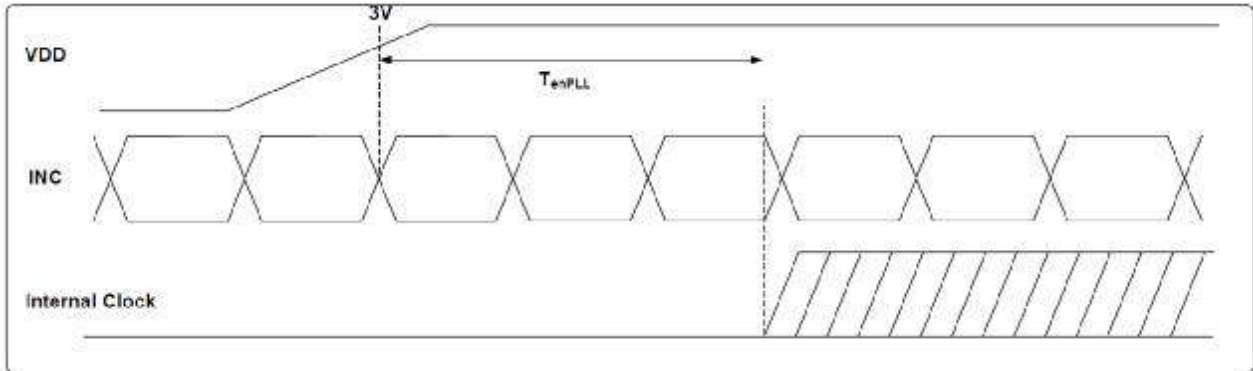 3V
VDD
TenPLL
INC
Internal Clock